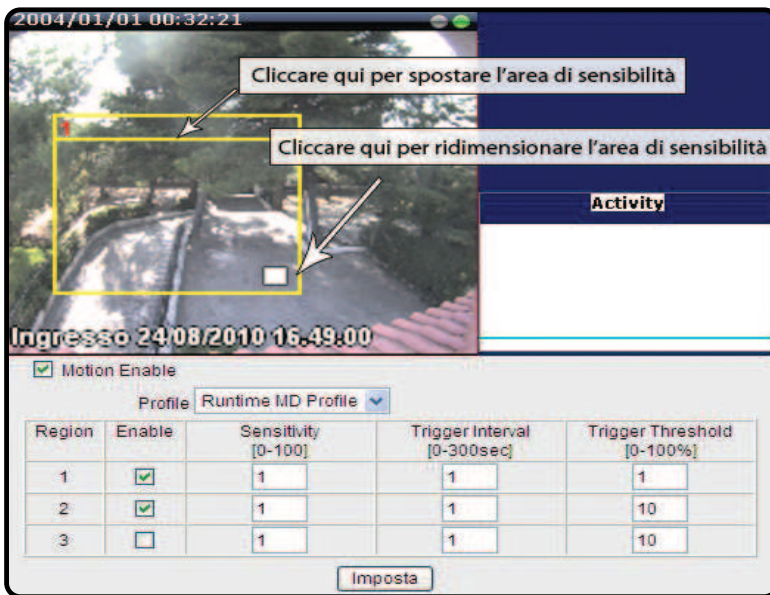 2004/01/01 00:32:21
Cliccare qui per spostare l'area di sensibilità
1
Cliccare qui per ridimensionare l'area di sensibilità
Activity
Ingresso 24/08/2010 16.49.00
Motion Enable
Profile Runtime MD Profile
Region Enable Sensitivity [0-100] Trigger Interval [0-300sec] Trigger Threshold [0-100%]
1 1 1 1
2 1 1 10
3 1 1 10
Imposta